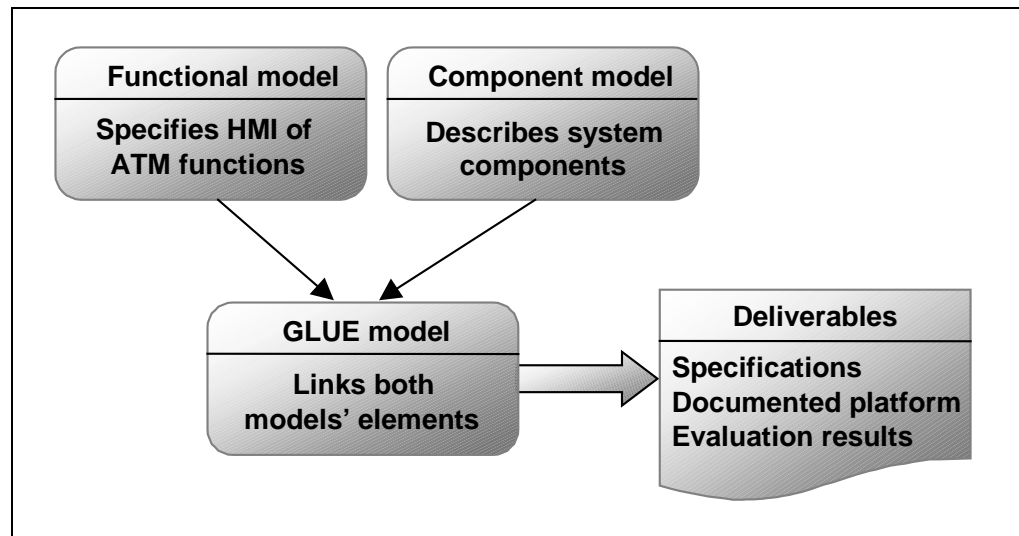 Functional model
Specifies HMI of
ATM functions
Component model
Describes system
components
GLUE model
Links both
models’ elements
Deliverables
Specifications
Documented platform
Evaluation results